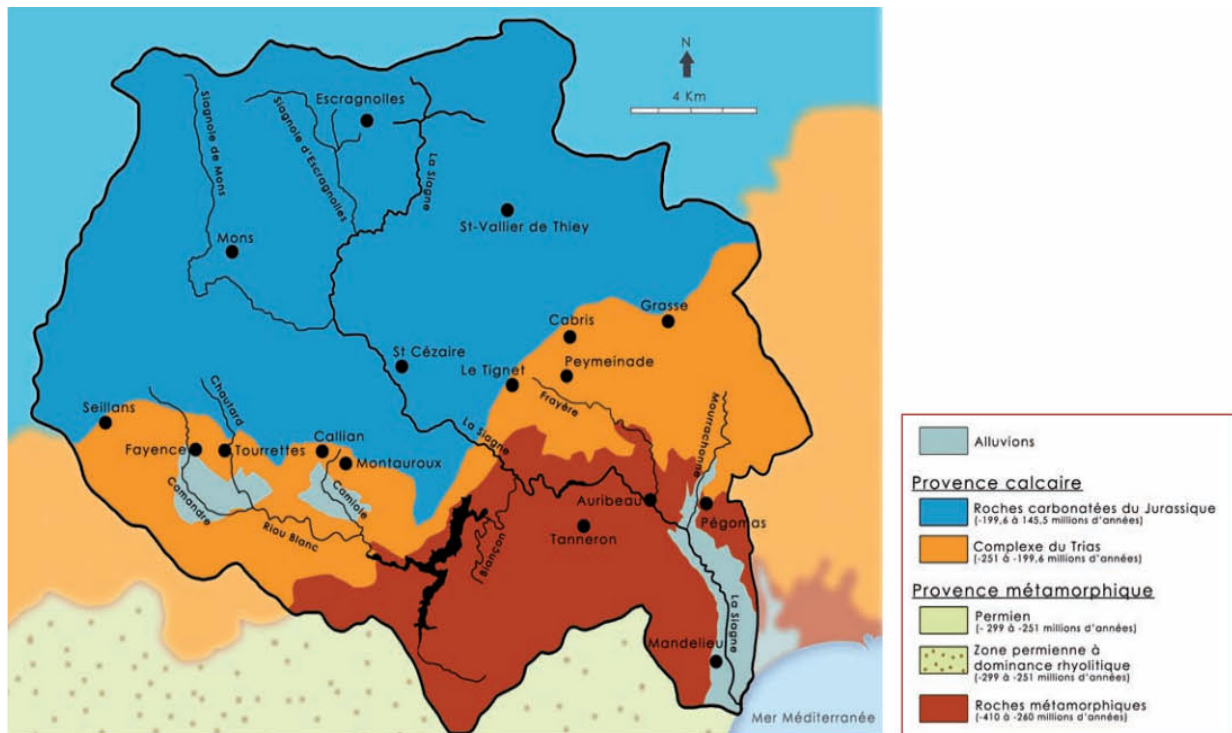 N
4 Km
Escragnolles
Siagnole de Mons
Siagnole d'Escragnolles
La Siagne
St-Vallier de Thiey
Mons
Grasse
Cabris
St Cézaire
Peymeinade
Le Tignet
Frayère
Mourrachonne
Chautard
Seillans
Fayence
Tourrettes
Callian
Montauroux
La Siagne
Camandre
Camiole
Riou Blanc
Biançon
Auribeau
Pégomas
Tanneron
La Siagne
Mandelieu
Mer Méditerranée
Alluvions
Provence calcaire
Roches carbonatées du Jurassique
(-199,6 à 145,5 millions d'années)
Complexe du Trias
(-251 à -199,6 millions d'années)
Provence métamorphique
Permien
(- 299 à -251 millions d'années)
Zone permienne à
dominance rhyolitique
(-299 à -251 millions d'années)
Roches métamorphiques
(-410 à -260 millions d'années)